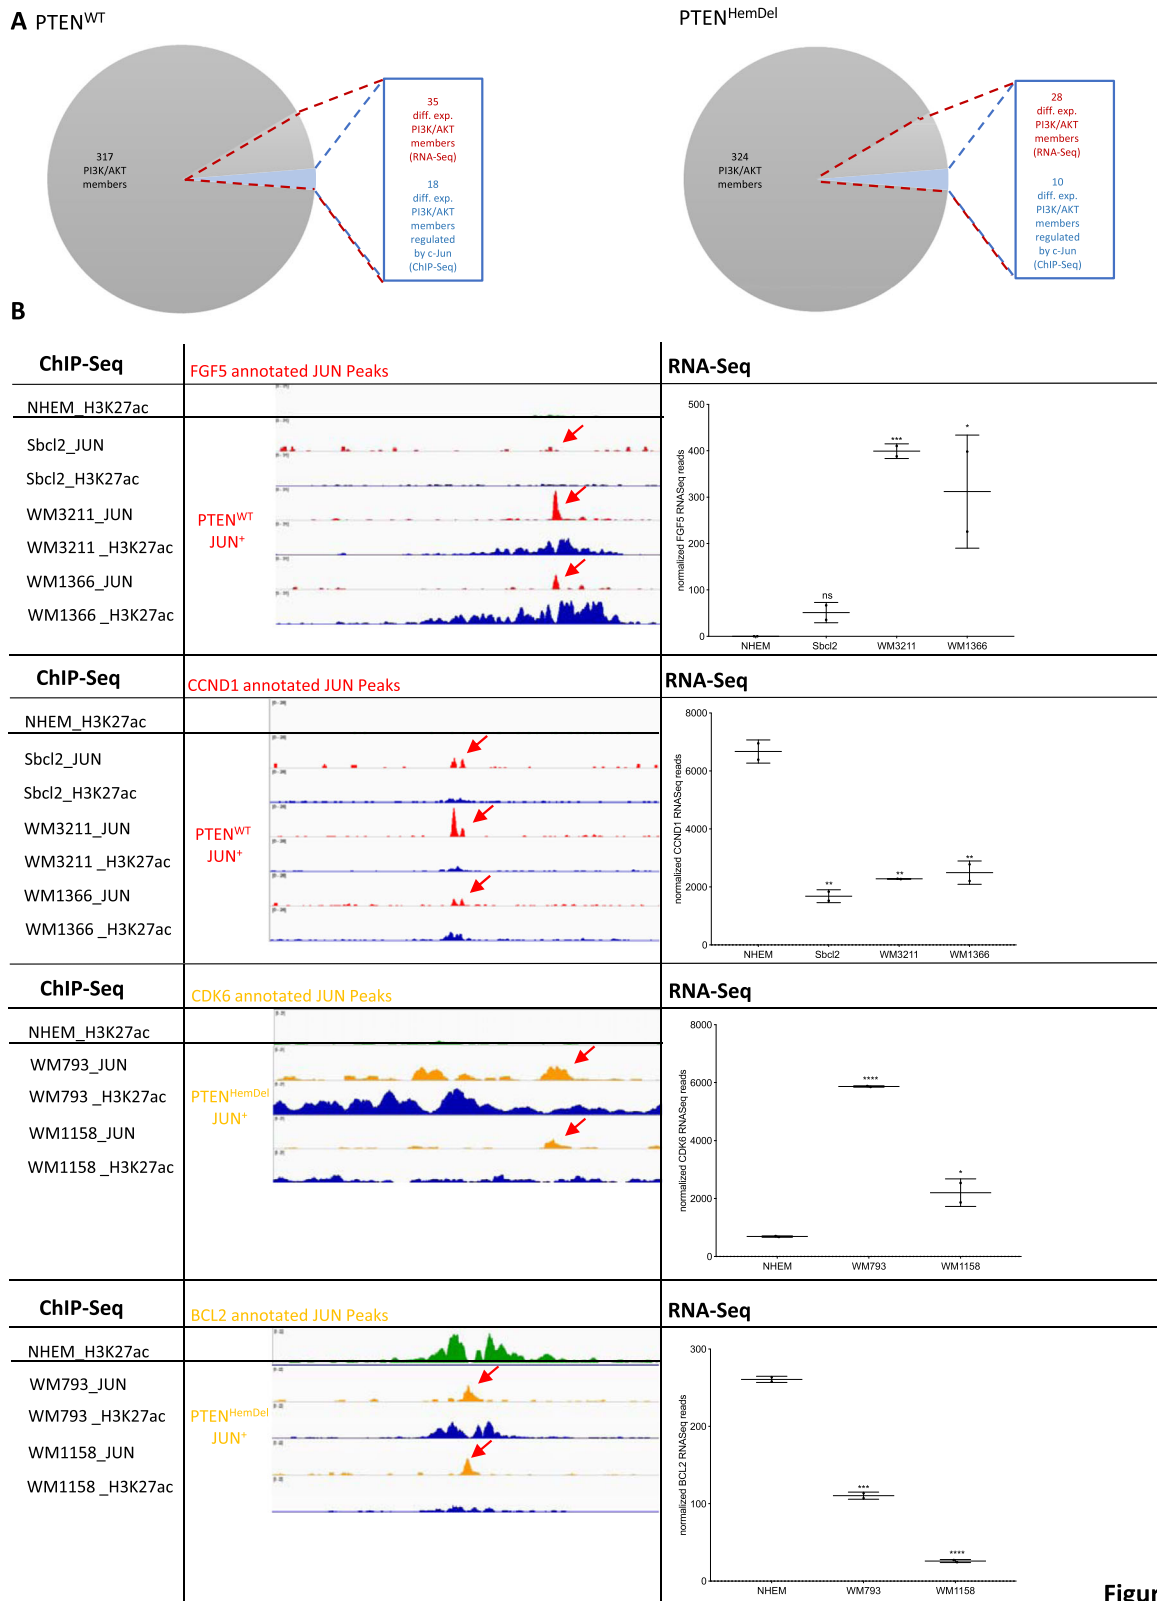 A PTEN^WT
PTEN^HemDel
317
PI3K/AKT
members
35
diff. exp.
PI3K/AKT
members
(RNA-Seq)
18
diff. exp.
PI3K/AKT
members
regulated
by c-Jun
(ChIP-Seq)
324
PI3K/AKT
members
28
diff. exp.
PI3K/AKT
members
(RNA-Seq)
10
diff. exp.
PI3K/AKT
members
regulated
by c-Jun
(ChIP-Seq)
B
ChIP-Seq
FGF5 annotated JUN Peaks
RNA-Seq
NHEM_H3K27ac
Sbcl2_JUN
Sbcl2_H3K27ac
WM3211_JUN
WM3211 _H3K27ac
WM1366_JUN
WM1366 _H3K27ac
PTEN^WT
JUN^+
normalized FGF5 RNASeq reads
500
400
300
200
100
0
ns
***
*
NHEM Sbcl2 WM3211 WM1366
ChIP-Seq
CCND1 annotated JUN Peaks
RNA-Seq
NHEM_H3K27ac
Sbcl2_JUN
Sbcl2_H3K27ac
WM3211_JUN
WM3211 _H3K27ac
WM1366_JUN
WM1366 _H3K27ac
PTEN^WT
JUN^+
normalized CCND1 RNASeq reads
8000
6000
4000
2000
0
**
**
**
NHEM Sbcl2 WM3211 WM1366
ChIP-Seq
CDK6 annotated JUN Peaks
RNA-Seq
NHEM_H3K27ac
WM793_JUN
WM793 _H3K27ac
WM1158_JUN
WM1158 _H3K27ac
PTEN^HemDel
JUN^+
normalized CDK6 RNASeq reads
8000
6000
4000
2000
0
****
*
NHEM WM793 WM1158
ChIP-Seq
BCL2 annotated JUN Peaks
RNA-Seq
NHEM_H3K27ac
WM793_JUN
WM793 _H3K27ac
WM1158_JUN
WM1158 _H3K27ac
PTEN^HemDel
JUN^+
normalized BCL2 RNASeq reads
300
200
100
0
***
****
NHEM WM793 WM1158
Figur